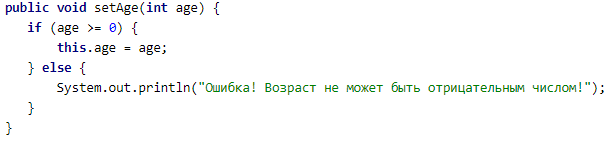 public void setAge(int age) {
    if (age >= 0) {
        this.age = age;
    } else {
        System.out.println("Ошибка! Возраст не может быть отрицательным числом!");
    }
}